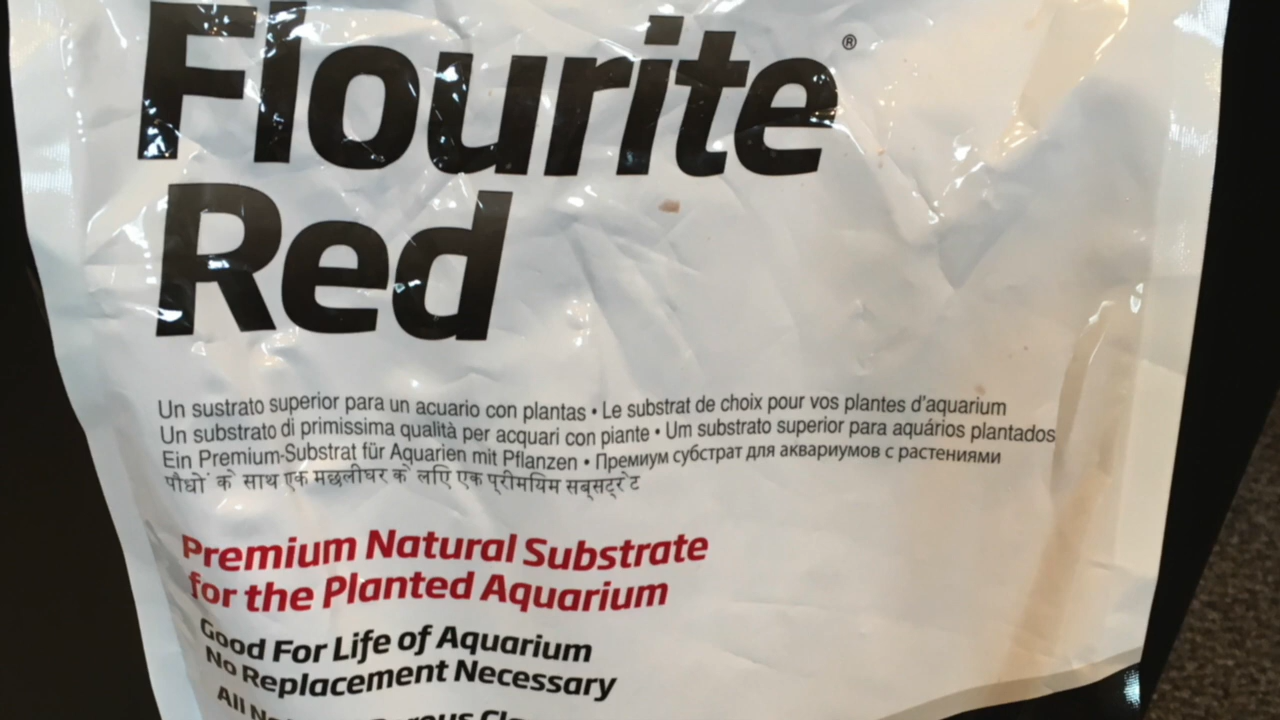 Flourite®
Red
Un sustrato superior para un acuario con plantas • Le substrat de choix pour vos plantes d'aquarium
Un substrato di primissima qualità per acquari con piante • Um substrato superior para aquários plantados
Ein Premium-Substrat für Aquarien mit Pflanzen • Премиум субстрат для аквариумов с растениями
पौधों के साथ एक मछलीघर के लिए एक प्रीमियम सब्सट्रेट
Premium Natural Substrate
for the Planted Aquarium
Good For Life of Aquarium
No Replacement Necessary
All